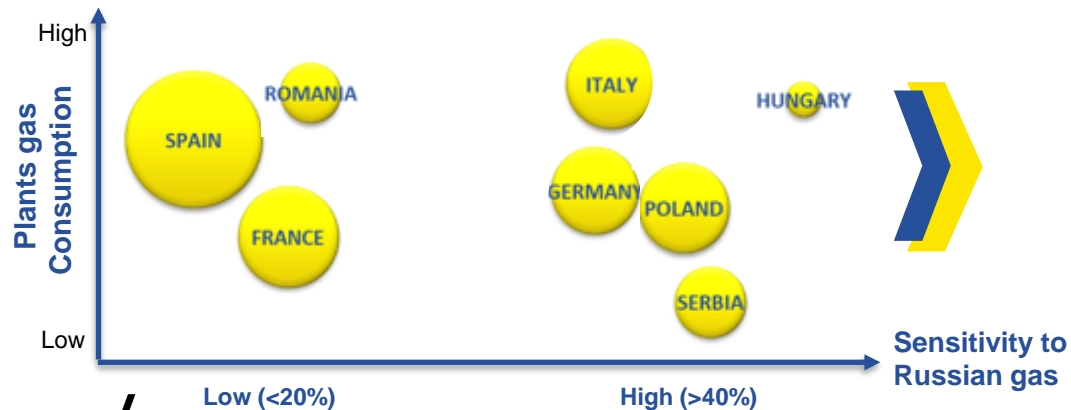 High
ROMANIA
ITALY
HUNGARY
SPAIN
Plants gas
Consumption
GERMANY
POLAND
FRANCE
SERBIA
Low
Sensitivity to
Russian gas
Low (<20%)
High (>40%)